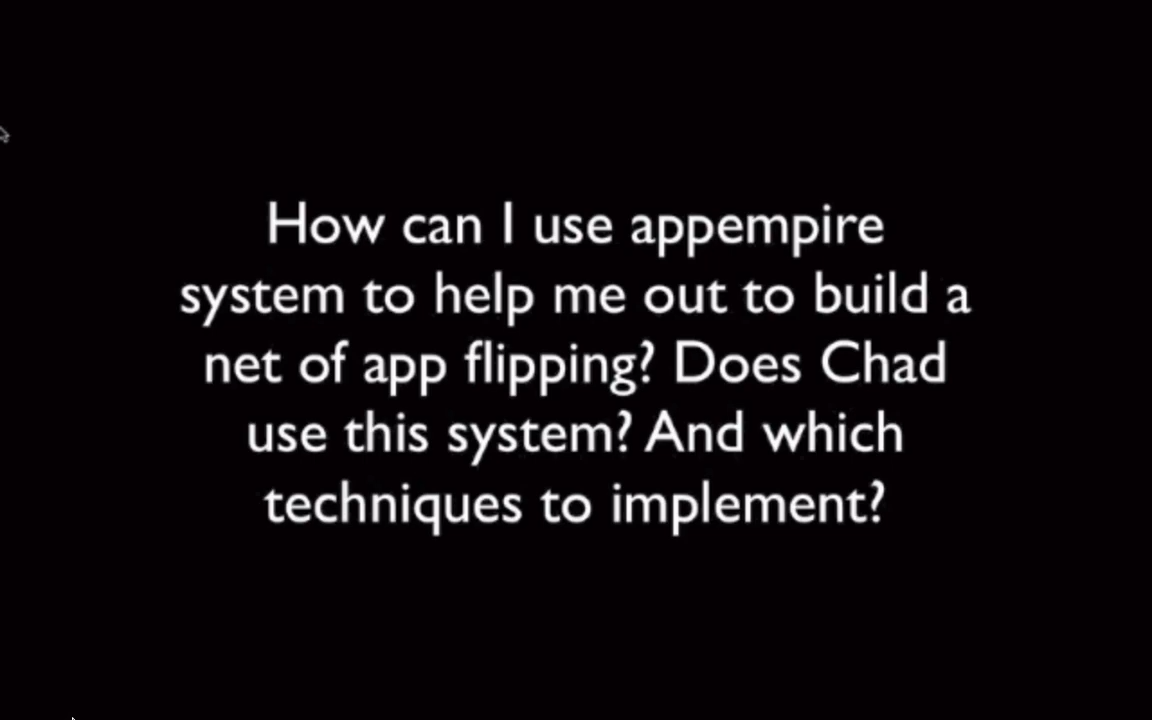 How can I use appempire
system to help me out to build a
net of app flipping? Does Chad
use this system? And which
techniques to implement?